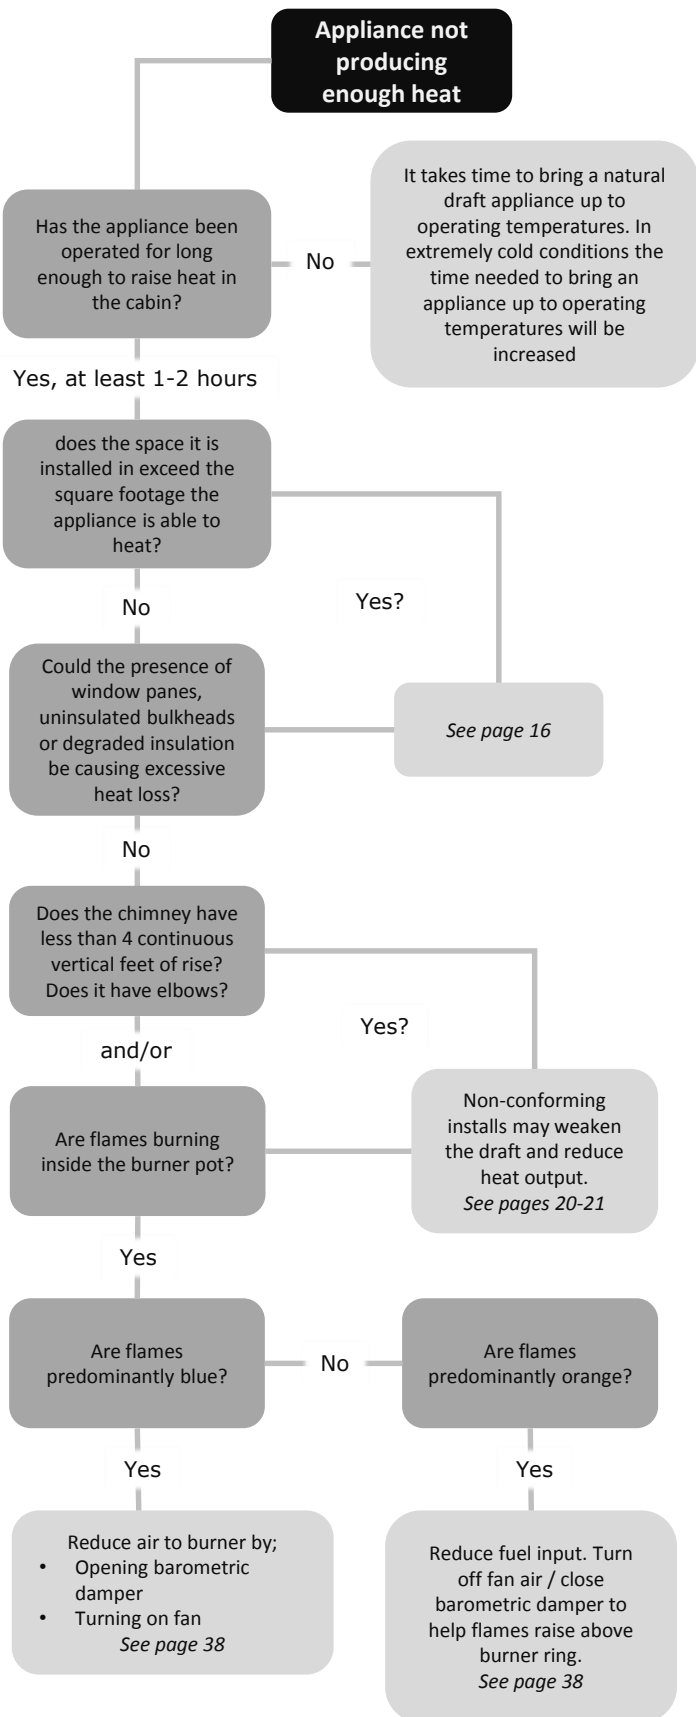 Appliance not
producing
enough heat
Has the appliance been
operated for long
enough to raise heat in
the cabin?
No
It takes time to bring a natural
draft appliance up to
operating temperatures. In
extremely cold conditions the
time needed to bring an
appliance up to operating
temperatures will be
increased
Yes, at least 1-2 hours
does the space it is
installed in exceed the
square footage the
appliance is able to
heat?
No
Yes?
Could the presence of
window panes,
uninsulated bulkheads
or degraded insulation
be causing excessive
heat loss?
See page 16
No
Does the chimney have
less than 4 continuous
vertical feet of rise?
Does it have elbows?
Yes?
and/or
Are flames burning
inside the burner pot?
Non-conforming
installs may weaken
the draft and reduce
heat output.
See pages 20-21
Yes
Are flames
predominantly blue?
No
Are flames
predominantly orange?
Yes
Yes
Reduce air to burner by;
• Opening barometric
damper
• Turning on fan
See page 38
Reduce fuel input. Turn
off fan air / close
barometric damper to
help flames raise above
burner ring.
See page 38